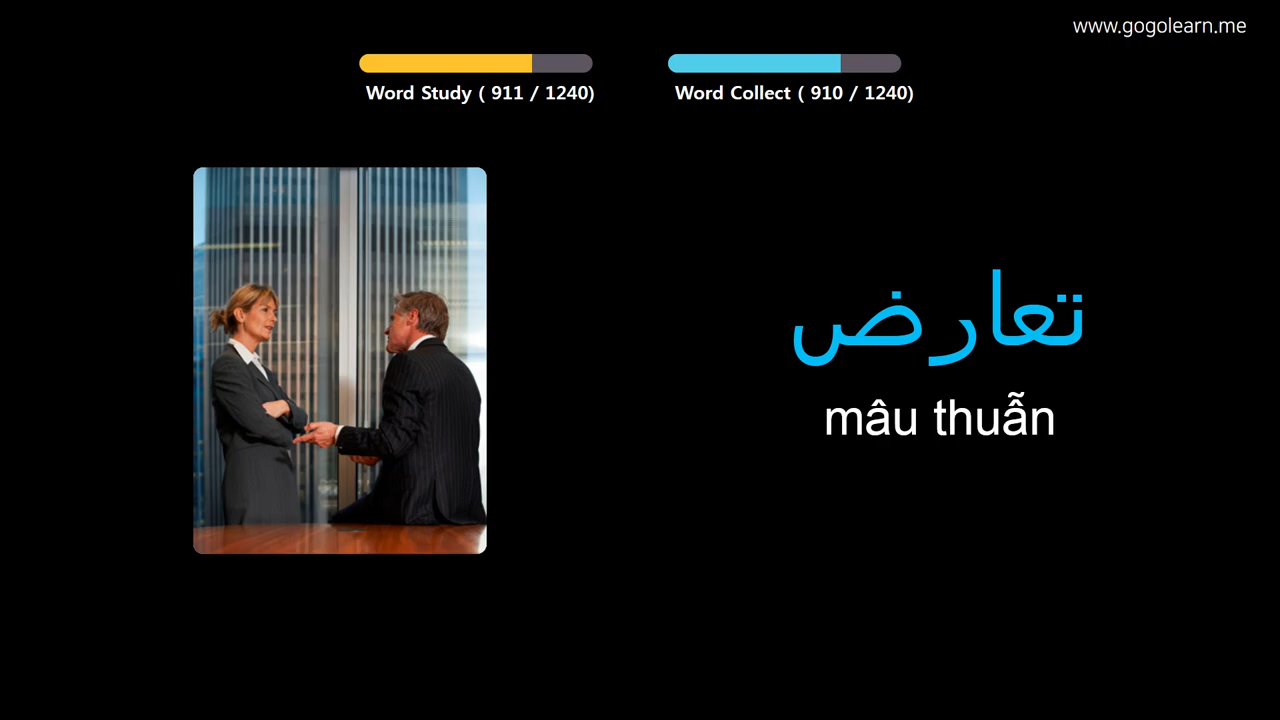 www.gogolearn.me
Word Study ( 911 / 1240)
Word Collect ( 910 / 1240)
تعارض
mâu thuẫn